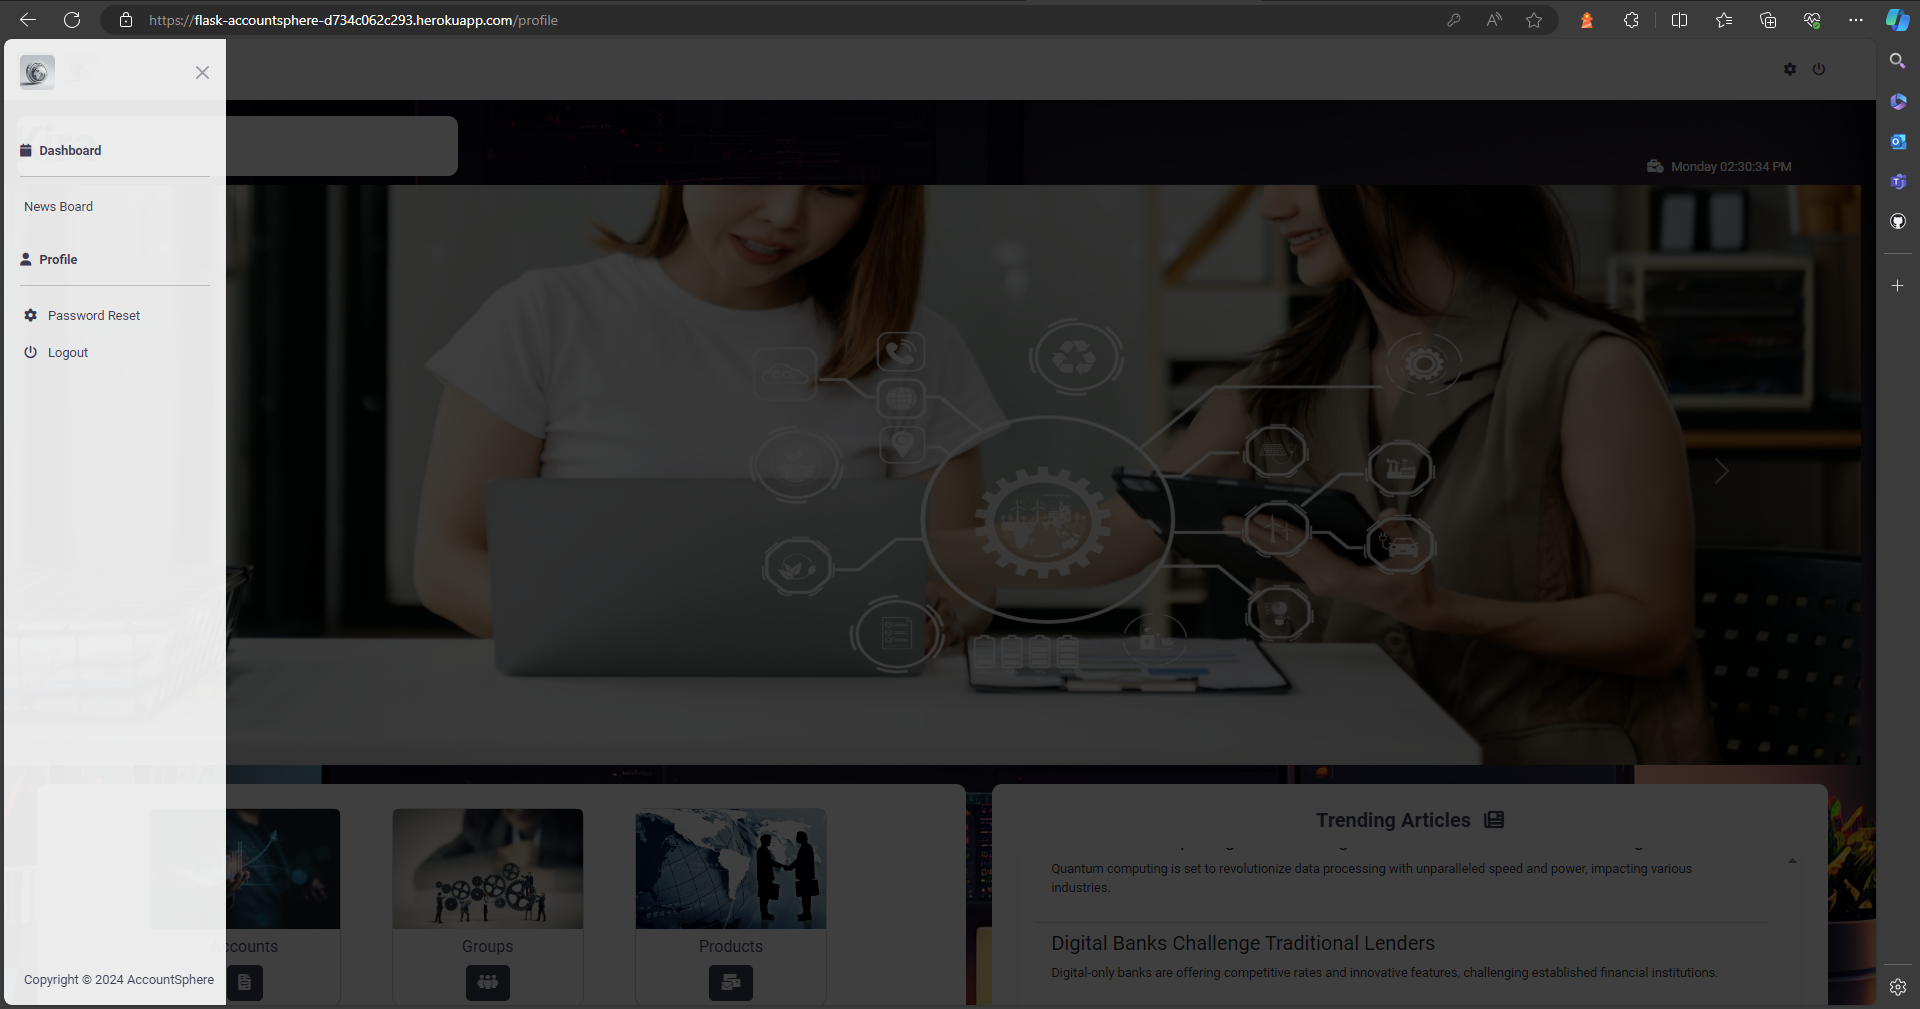 https://flask-accountsphere-d734c062c293.herokuapp.com/profile
Dashboard
Monday 02:30:34 PM
News Board
Profile
Password Reset
Logout
Trending Articles
Quantum computing is set to revolutionize data processing with unparalleled speed and power, impacting various
industries.
Groups
Products
Digital Banks Challenge Traditional Lenders
Digital-only banks are offering competitive rates and innovative features, challenging established financial institutions.
Copyright © 2024 AccountSphere